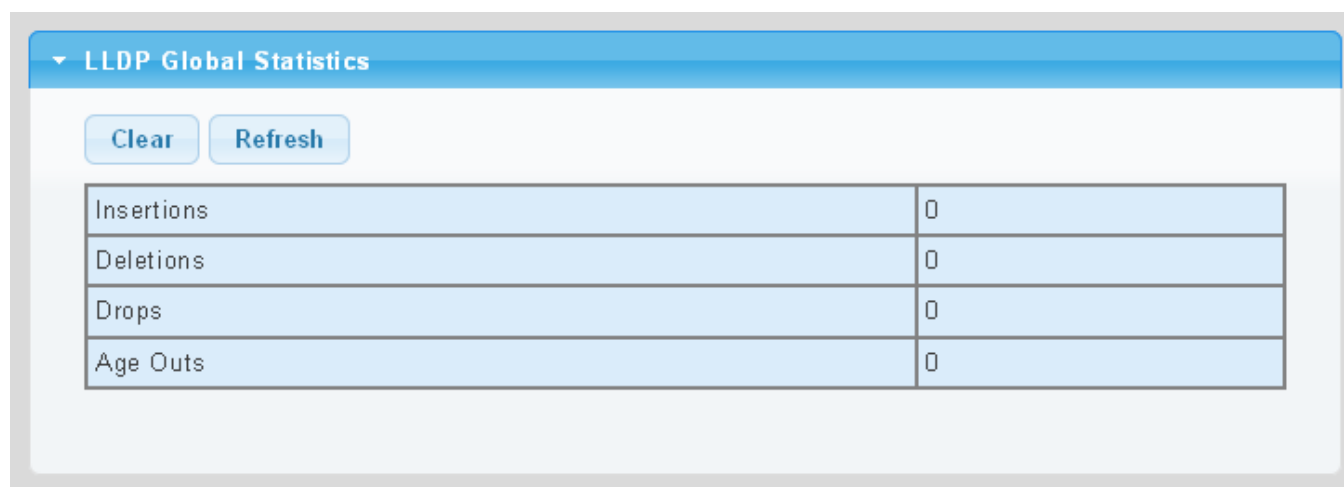 LLDP Global Statistics
Clear Refresh
Insertions 0
Deletions 0
Drops 0
Age Outs 0